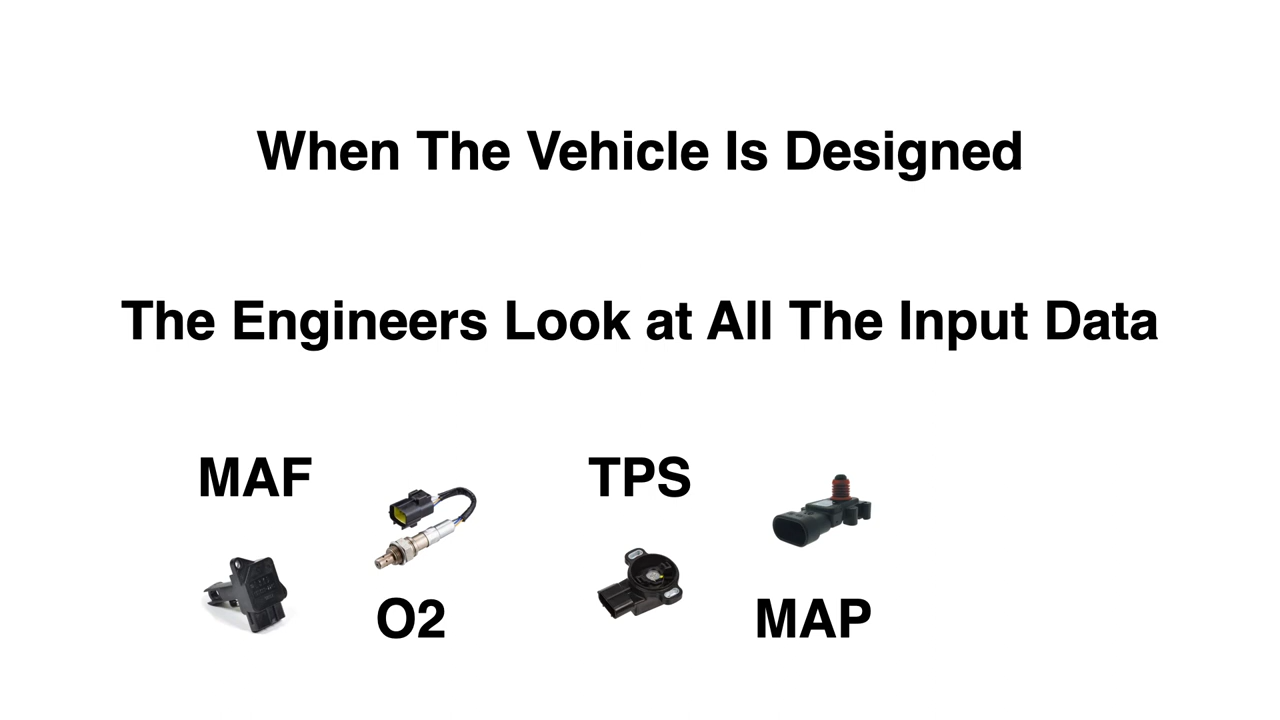 When The Vehicle Is Designed
The Engineers Look at All The Input Data
MAF
TPS
O2
MAP